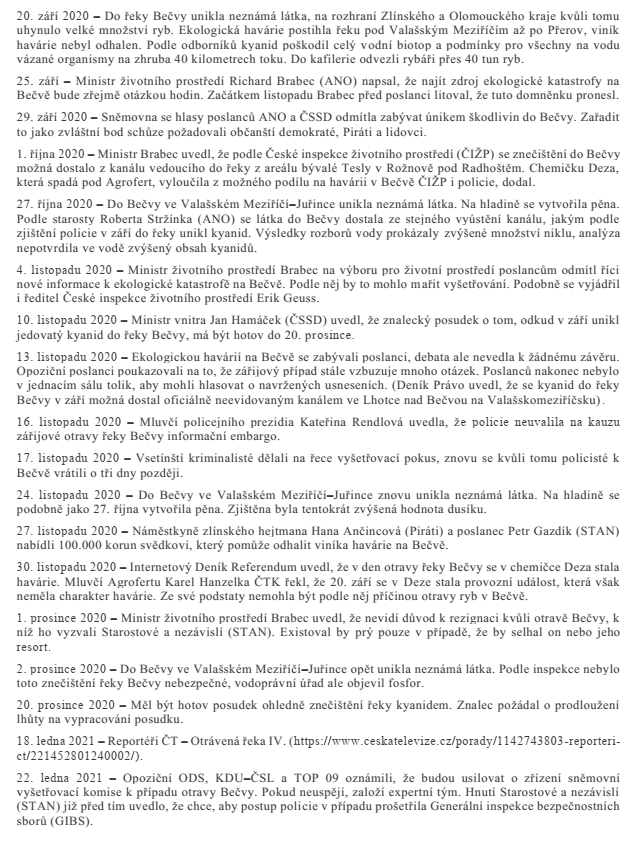 20. září 2020 – Do řeky Bečvy unikla neznámá látka, na rozhraní Zlínského a Olomouckého kraje kvůli tomu
uhynulo velké množství ryb. Ekologická havárie postihla řeku pod Valašským Meziříčím až po Přerov, viník
havárie nebyl odhalen. Podle odborníků kyanid poškodil celý vodní biotop a podmínky pro všechny na vodu
vázané organismy na zhruba 40 kilometrech toku. Do kafilerie odvezli rybáři přes 40 tun ryb.
25. září – Ministr životního prostředí Richard Brabec (ANO) napsal, že najít zdroj ekologické katastrofy na
Bečvě bude zřejmě otázkou hodin. Začátkem listopadu Brabec před poslanci litoval, že tuto domněnku pronesl.
29. září 2020 – Sněmovna se hlasy poslanců ANO a ČSSD odmítla zabývat únikem škodlivin do Bečvy. Zařadit
to jako zvláštní bod schůze požadovali občanští demokraté, Piráti a lidovci.
1. října 2020 – Ministr Brabec uvedl, že podle České inspekce životního prostředí (ČIŽP) se znečištění do Bečvy
možná dostalo z kanálu vedoucího do řeky z areálu bývalé Tesly v Rožnově pod Radhoštěm. Chemičku Deza,
která spadá pod Agrofert, vyloučila z možného podílu na havárii v Bečvě ČIŽP i policie, dodal.
27. října 2020 – Do Bečvy ve Valašském Meziříčí–Juřince unikla neznámá látka. Na hladině se vytvořila pěna.
Podle starosty Roberta Stržínka (ANO) se látka do Bečvy dostala ze stejného vyústění kanálu, jakým podle
zjištění policie v září do řeky unikl kyanid. Výsledky rozborů vody prokázaly zvýšené množství niklu, analýza
nepotvrdila ve vodě zvýšený obsah kyanidů.
4. listopadu 2020 – Ministr životního prostředí Brabec na výboru pro životní prostředí poslancům odmítl říci
nové informace k ekologické katastrofě na Bečvě. Podle něj by to mohlo mařit vyšetřování. Podobně se vyjádřil
i ředitel České inspekce životního prostředí Erik Geuss.
10. listopadu 2020 – Ministr vnitra Jan Hamáček (ČSSD) uvedl, že znalecký posudek o tom, odkud v září unikl
jedovatý kyanid do řeky Bečvy, má být hotov do 20. prosince.
13. listopadu 2020 – Ekologickou havárií na Bečvě se zabývali poslanci, debata ale nevedla k žádnému závěru.
Opoziční poslanci poukazovali na to, že zářijový případ stále vzbuzuje mnoho otázek. Poslanců nakonec nebylo
v jednacím sálu tolik, aby mohli hlasovat o navržených usneseních. (Deník Právo uvedl, že se kyanid do řeky
Bečvy v září možná dostal oficiálně neevidovaným kanálem ve Lhotce nad Bečvou na Valašskomeziříčsku).
16. listopadu 2020 – Mluvčí policejního prezidia Kateřina Rendlová uvedla, že policie neuvalila na kauzu
zářijové otravy řeky Bečvy informační embargo.
17. listopadu 2020 – Vsetínští kriminalisté dělali na řece vyšetřovací pokus, znovu se kvůli tomu policisté k
Bečvě vrátili o tři dny později.
24. listopadu 2020 – Do Bečvy ve Valašském Meziříčí–Juřince znovu unikla neznámá látka. Na hladině se
podobně jako 27. října vytvořila pěna. Zjištěna byla tentokrát zvýšená hodnota dusíku.
27. listopadu 2020 – Náměstkyně zlínského hejtmana Hana Ančincová (Piráti) a poslanec Petr Gazdík (STAN)
nabídli 100.000 korun svědkovi, který pomůže odhalit viníka havárie na Bečvě.
30. listopadu 2020 – Internetový Deník Referendum uvedl, že v den otravy řeky Bečvy se v chemičce Deza stala
havárie. Mluvčí Agrofertu Karel Hanzelka ČTK řekl, že 20. září se v Deze stala provozní událost, která však
neměla charakter havárie. Ze své podstaty nemohla být podle něj příčinou otravy ryb v Bečvě.
1. prosince 2020 – Ministr životního prostředí Brabec uvedl, že nevidí důvod k rezignaci kvůli otravě Bečvy, k
níž ho vyzvali Starostové a nezávislí (STAN). Existoval by prý pouze v případě, že by selhal on nebo jeho
resort.
2. prosince 2020 – Do Bečvy ve Valašském Meziříčí–Juřince opět unikla neznámá látka. Podle inspekce nebylo
toto znečištění řeky Bečvy nebezpečné, vodoprávní úřad ale objevil fosfor.
20. prosince 2020 – Měl být hotov posudek ohledně znečištění řeky kyanidem. Znalec požádal o prodloužení
lhůty na vypracování posudku.
18. ledna 2021 – Reportéři ČT – Otrávená řeka IV. (https://www.ceskatelevize.cz/porady/1142743803-reporteri-
ct/221452801240002/).
22. ledna 2021 – Opoziční ODS, KDU–ČSL a TOP 09 oznámili, že budou usilovat o zřízení sněmovní
vyšetřovací komise k případu otravy Bečvy. Pokud neuspějí, založí expertní tým. Hnutí Starostové a nezávislí
(STAN) již před tím uvedlo, že chce, aby postup policie v případu prošetřila Generální inspekce bezpečnostních
sborů (GIBS).